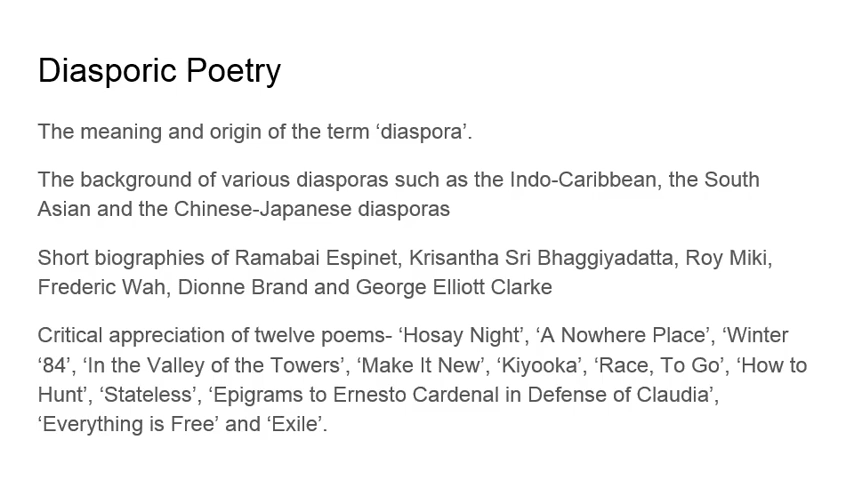 Diasporic Poetry
The meaning and origin of the term ‘diaspora’.
The background of various diasporas such as the Indo-Caribbean, the South
Asian and the Chinese-Japanese diasporas
Short biographies of Ramabai Espinet, Krisantha Sri Bhaggiyadatta, Roy Miki,
Frederic Wah, Dionne Brand and George Elliott Clarke
Critical appreciation of twelve poems- ‘Hosay Night’, ‘A Nowhere Place’, ‘Winter
‘84’, ‘In the Valley of the Towers’, ‘Make It New’, ‘Kiyooka’, ‘Race, To Go’, ‘How to
Hunt’, ‘Stateless’, ‘Epigrams to Ernesto Cardenal in Defense of Claudia’,
‘Everything is Free’ and ‘Exile’.